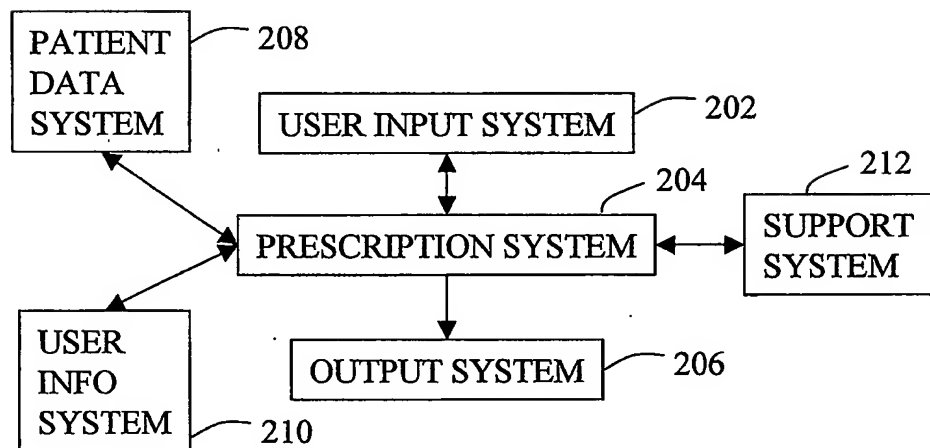 PATIENT
DATA
SYSTEM
208
USER INPUT SYSTEM
202
204
PRESCRIPTION SYSTEM
212
SUPPORT
SYSTEM
USER
INFO
SYSTEM
210
OUTPUT SYSTEM
206